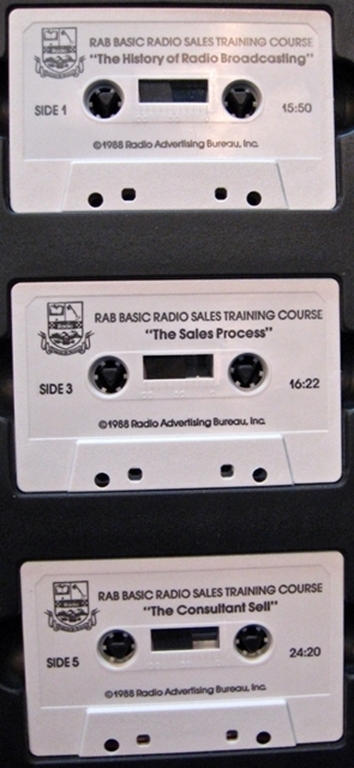 RAB BASIC RADIO SALES TRAINING COURSE
"The History of Radio Broadcasting"
SIDE 1
15:50
©1988 Radio Advertising Bureau, Inc.
RAB BASIC RADIO SALES TRAINING COURSE
"The Sales Process"
SIDE 3
16:22
©1988 Radio Advertising Bureau, Inc.
RAB BASIC RADIO SALES TRAINING COURSE
"The Consultant Sell"
SIDE 5
24:20
©1988 Radio Advertising Bureau, Inc.